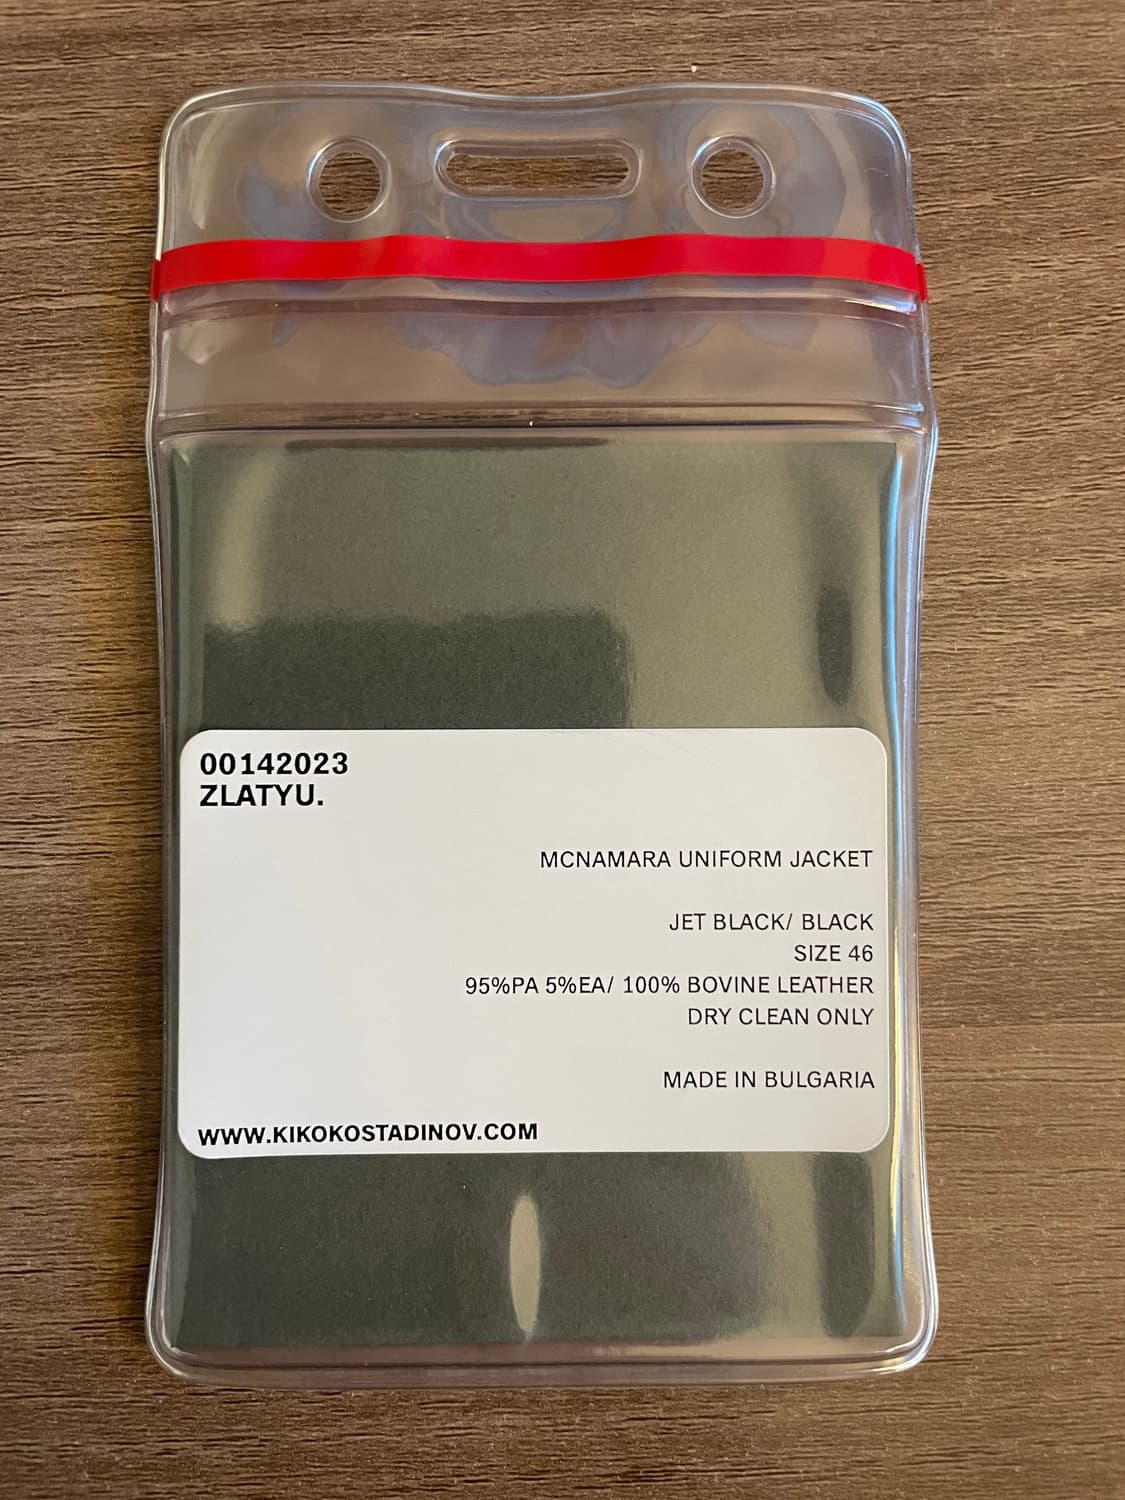 00142023
ZLATYU.
MCNAMARA UNIFORM JACKET
JET BLACK/ BLACK
SIZE 46
95%PA 5%EA/ 100% BOVINE LEATHER
DRY CLEAN ONLY
MADE IN BULGARIA
WWW.KIKOKOSTADINOV.COM